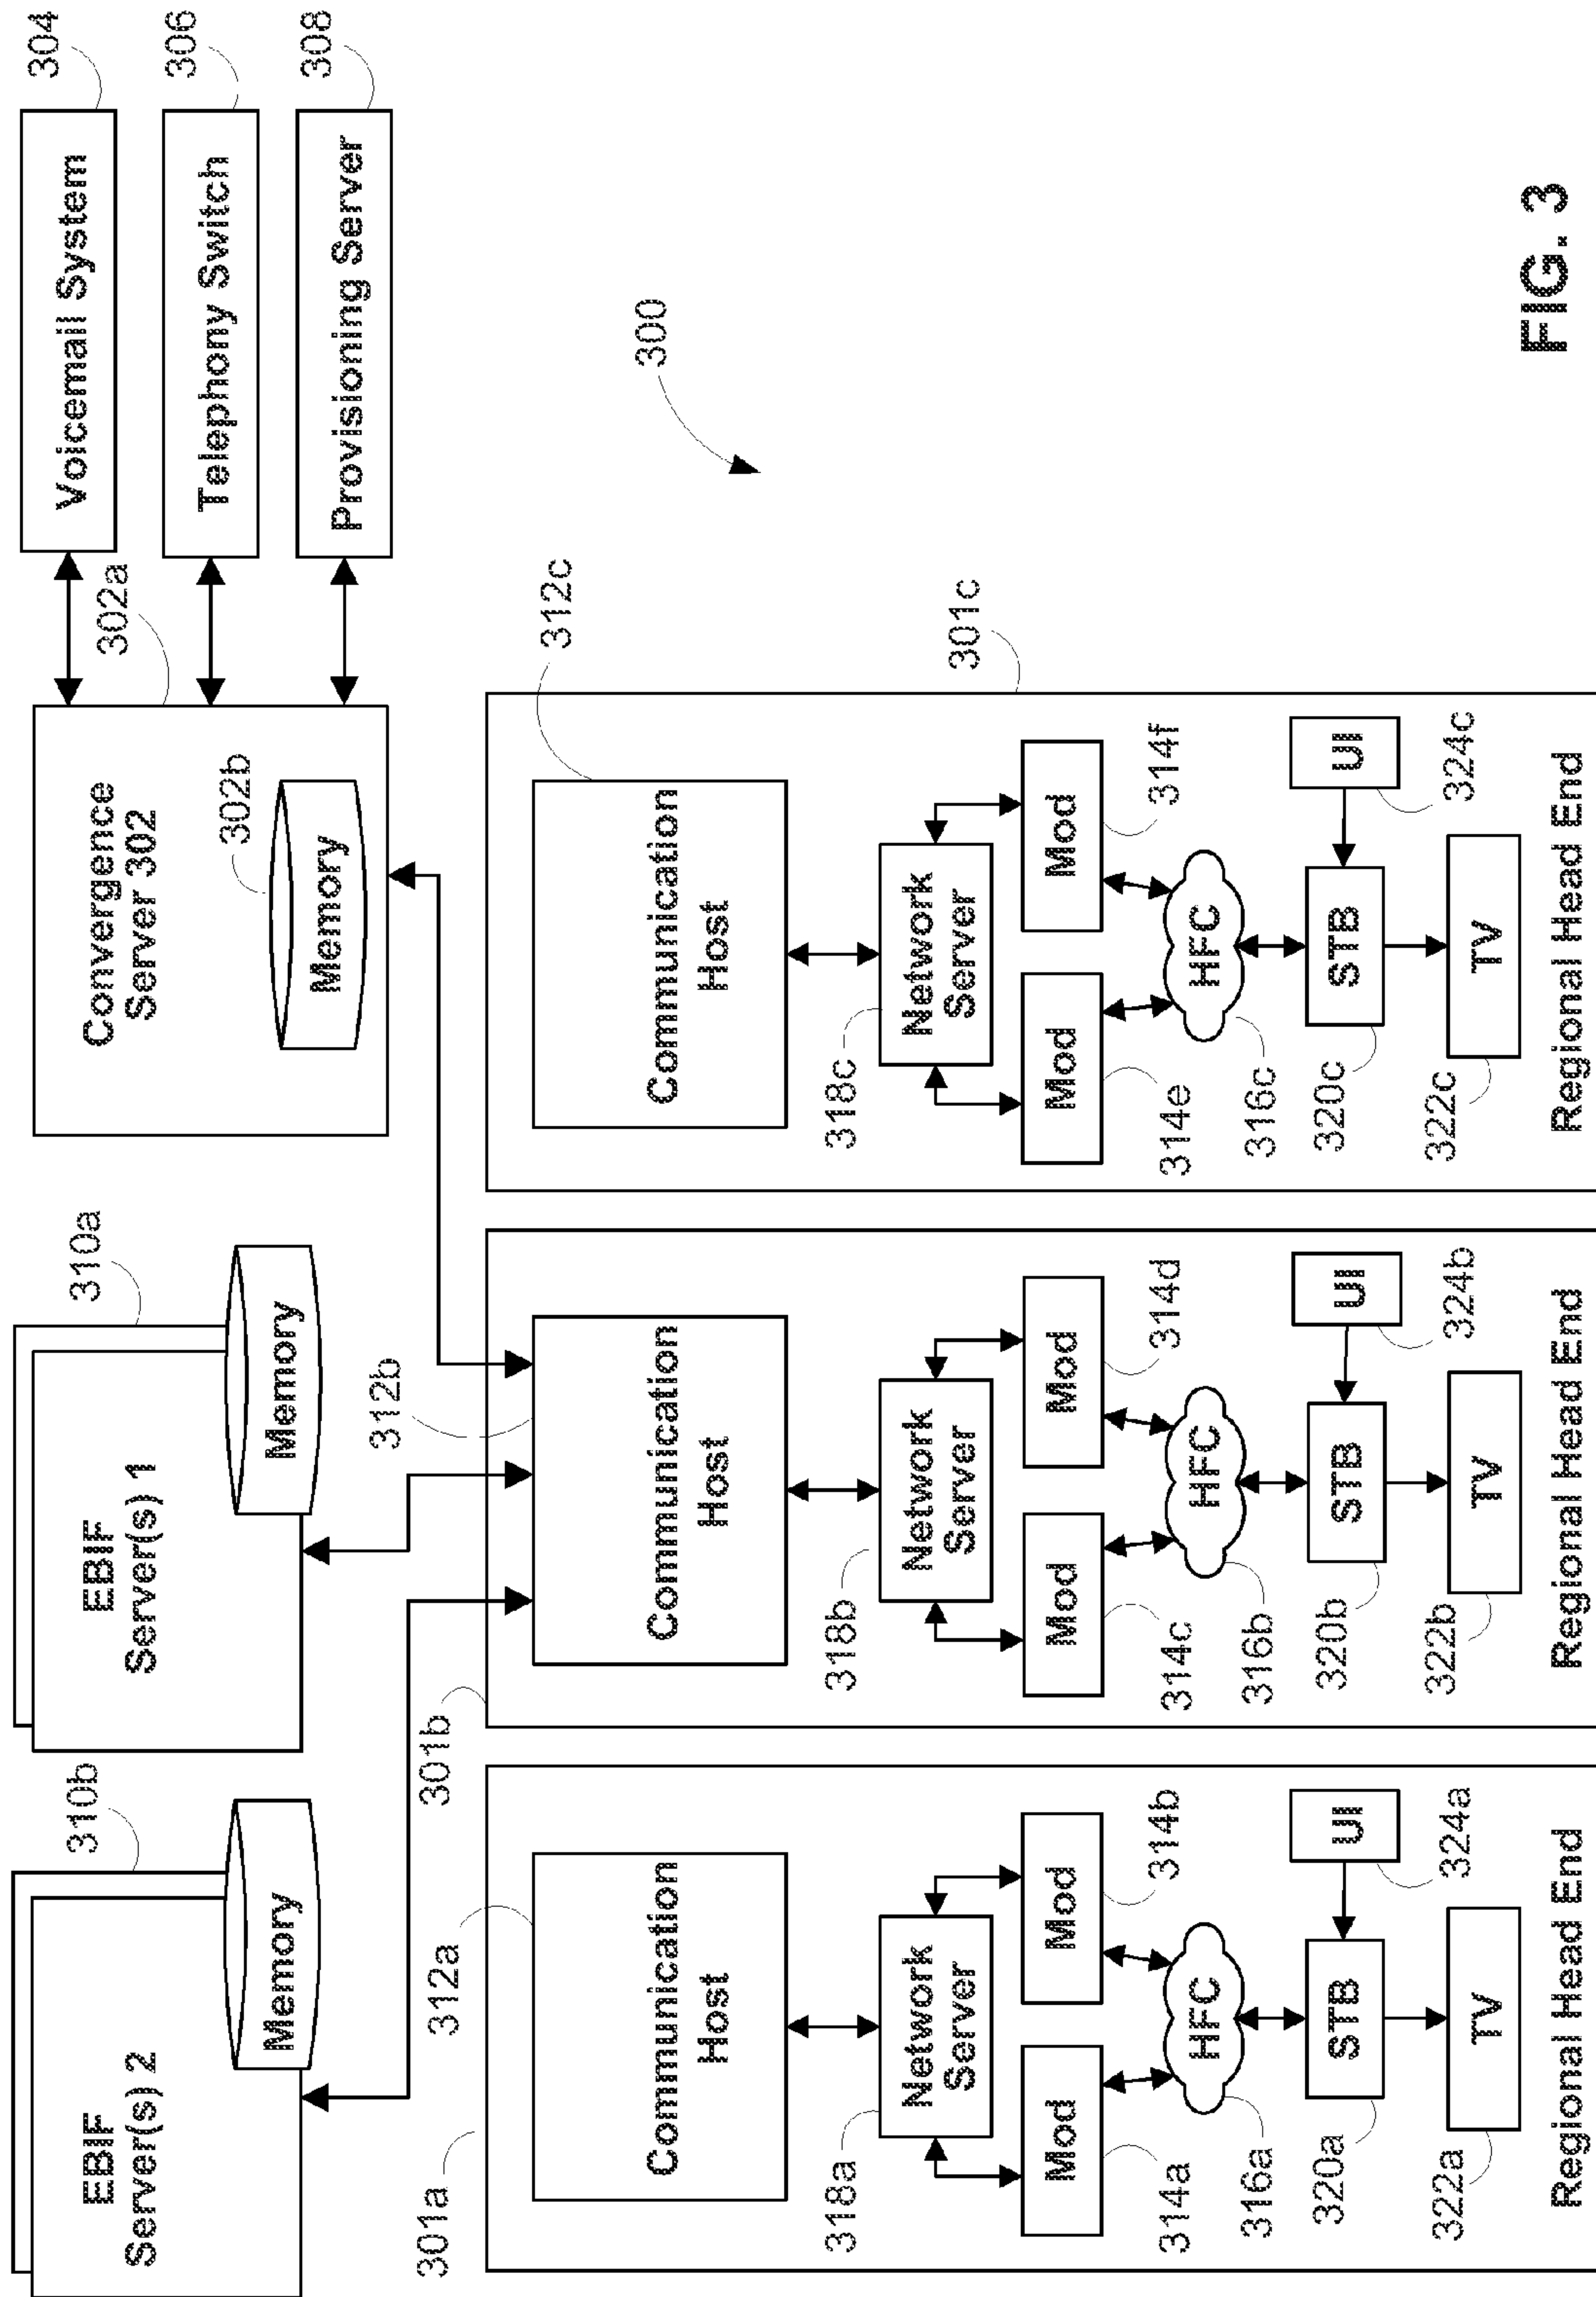 304
Voicemail System
306
Telephony Switch
308
Provisioning Server
302a
Convergence
Server 302
302b
Memory
310a
EBIF
Server(s) 1
Memory
310b
EBIF
Server(s) 2
Memory
300
301a
312a
Communication
Host
318a
Network
Server
314a
Mod
314b
Mod
316a
HFC
320a
STB
UI
324a
322a
TV
Regional Head End
301b
312b
Communication
Host
318b
Network
Server
314c
Mod
314d
Mod
316b
HFC
320b
STB
UI
324b
322b
TV
Regional Head End
301c
312c
Communication
Host
318c
Network
Server
314e
Mod
314f
Mod
316c
HFC
320c
STB
UI
324c
322c
TV
Regional Head End
FIG. 3